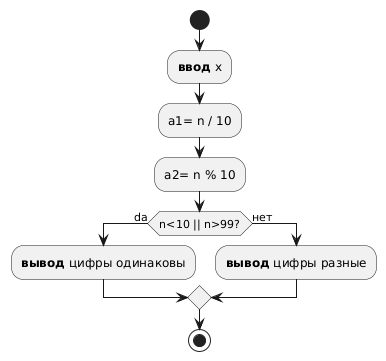 ввод x
a1= n / 10
a2= n % 10
da
n<10 || n>99?
нет
вывод цифры одинаковы
вывод цифры разные